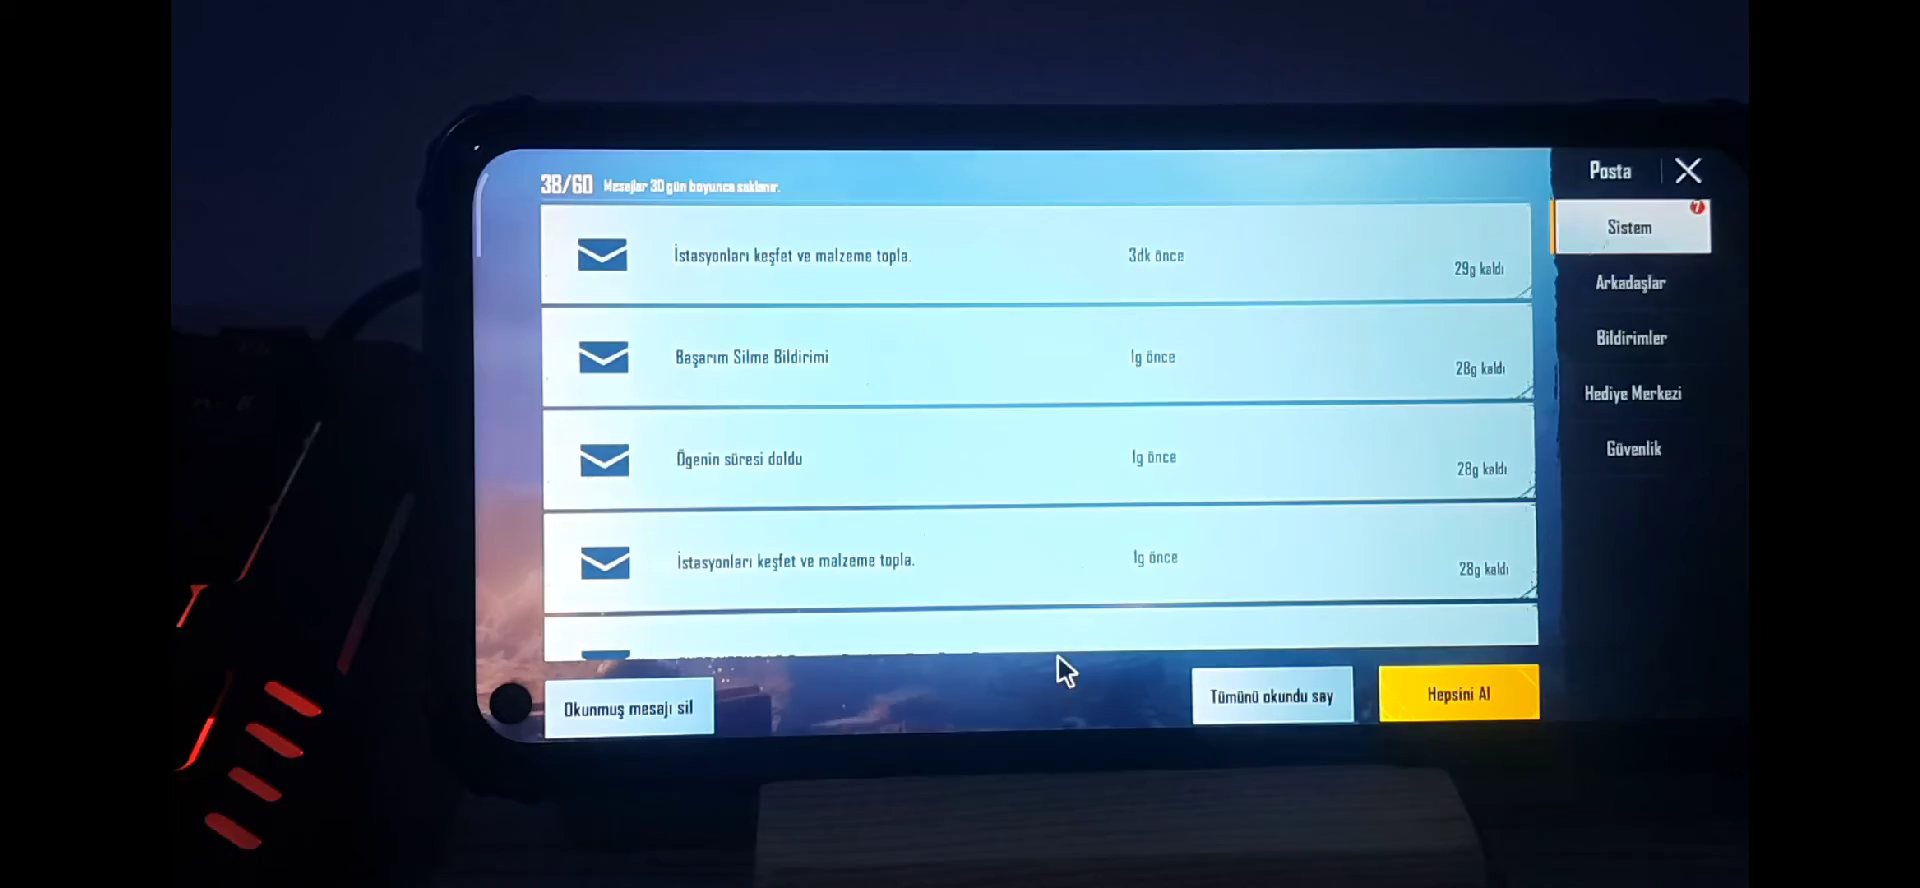 38/60 Mesajlar 30 gün boyunca saklanır.
Posta
İstasyonları keşfet ve malzeme topla.
3dk önce
29g kaldı
Başarım Silme Bildirimi
1g önce
28g kaldı
Ögenin süresi doldu
1g önce
28g kaldı
İstasyonları keşfet ve malzeme topla.
1g önce
28g kaldı
Okunmuş mesajı sil
Tümünü okundu say
Hepsini Al
Sistem
7
Arkadaşlar
Bildirimler
Hediye Merkezi
Güvenlik